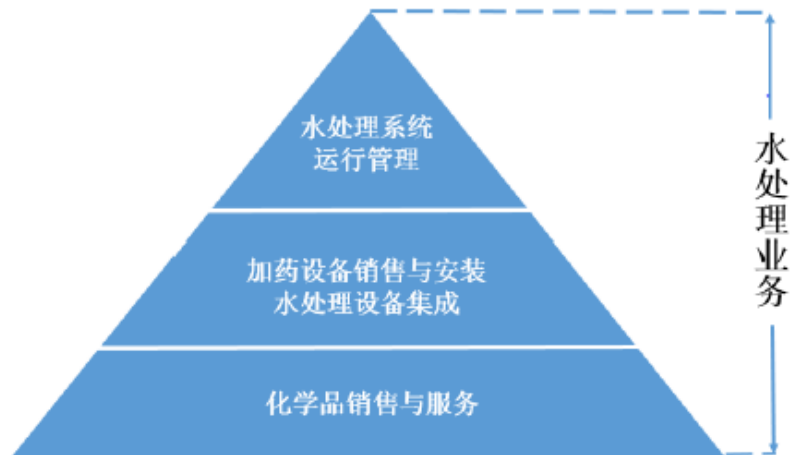 水处理系统
运行管理
加药设备销售与安装
水处理设备集成
化学品销售与服务
水处理业务